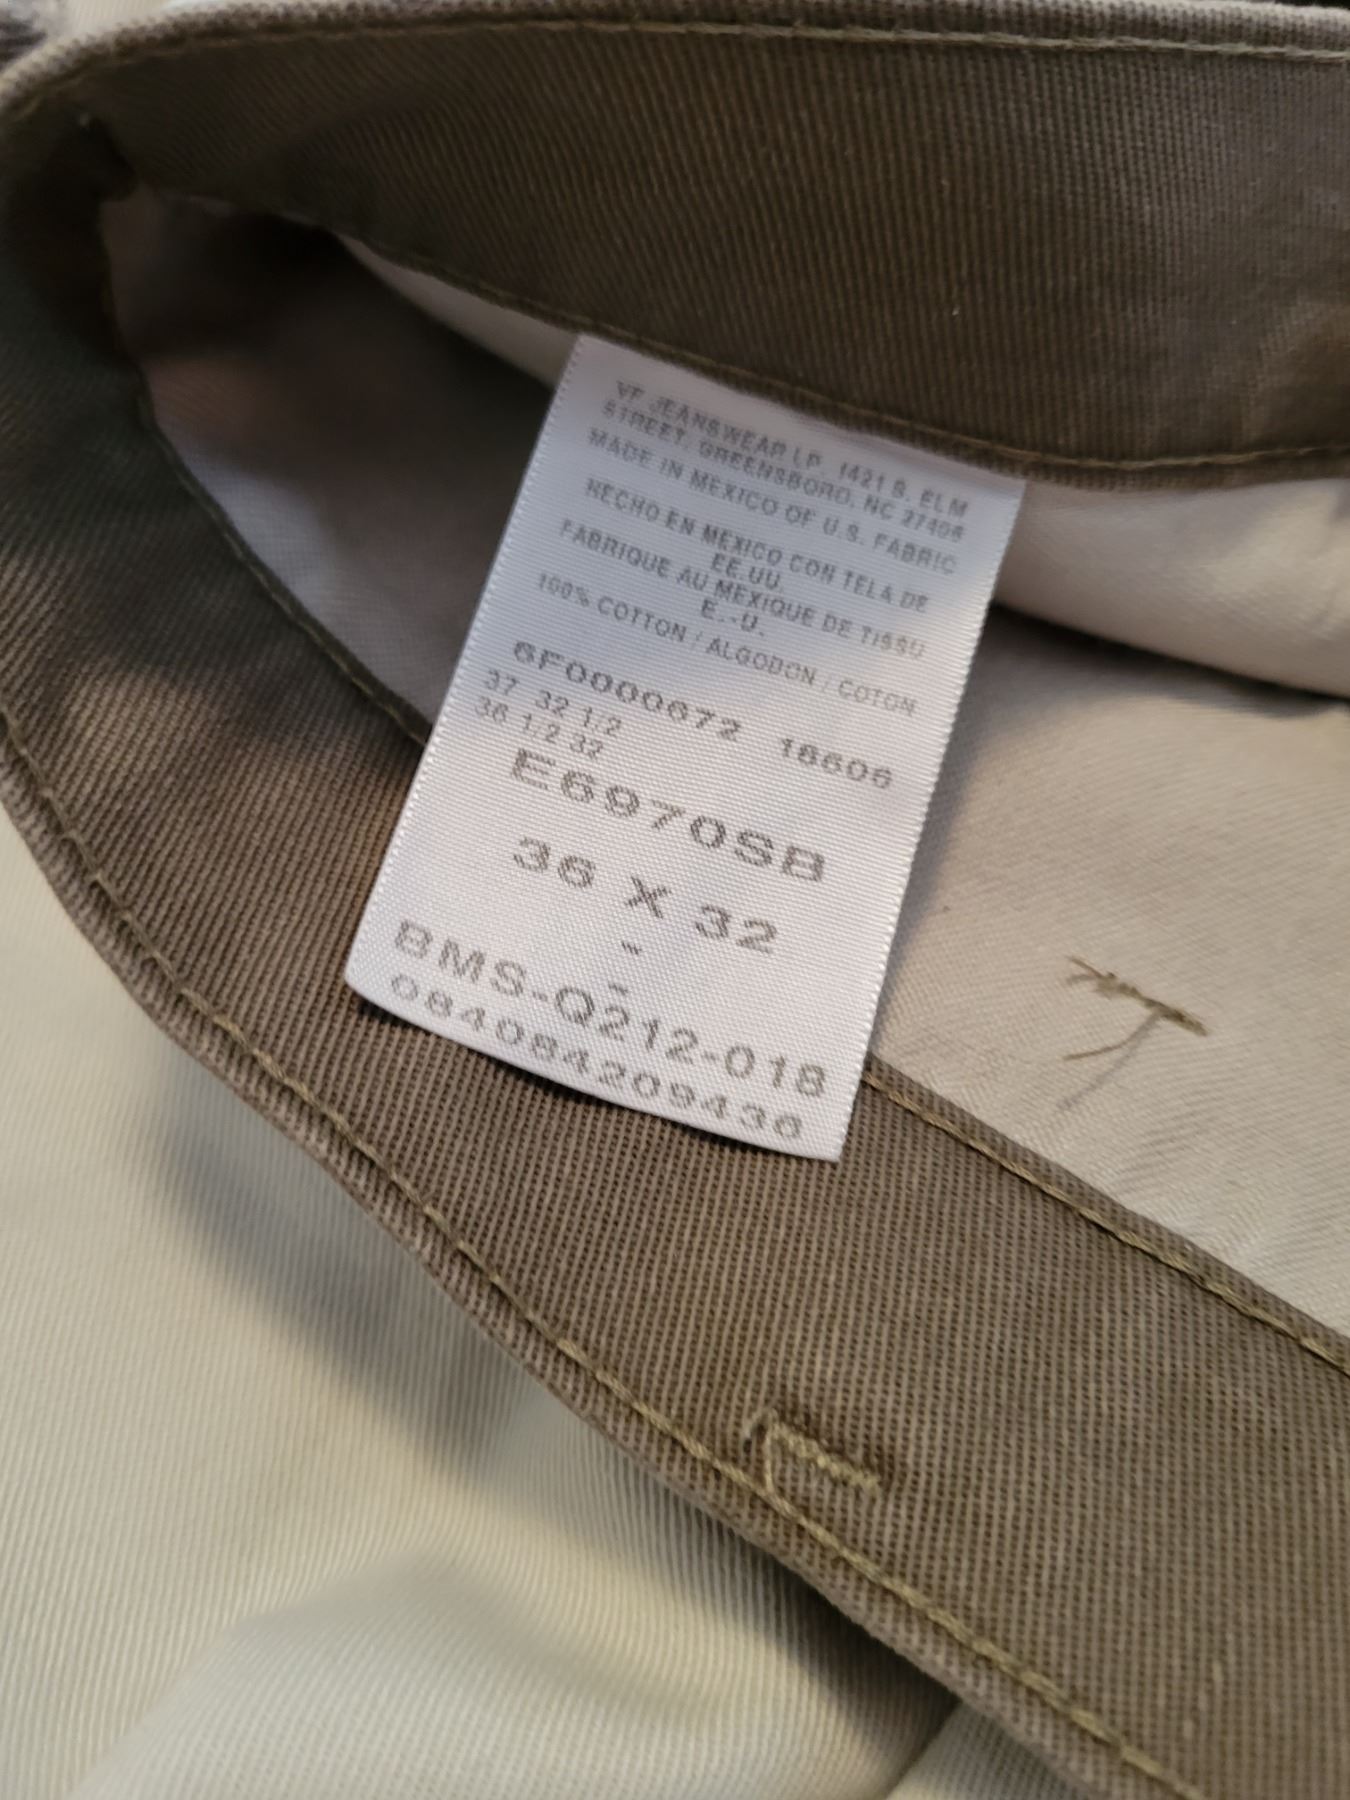 VF JEANSWEAR LP, 1421 S. ELM
STREET, GREENSBORO, NC 27406
MADE IN MEXICO OF U.S. FABRIC
HECHO EN MEXICO CON TELA DE
EE.UU.
FABRIQUE AU MEXIQUE DE TISSU
E.-U.
100% COTTON / ALGODON / COTON
6F0000672 18606
37 32 1/2
36 1/2 32
E6970SB
36 X 32
-
-
BMS-Q212-018
084084209436